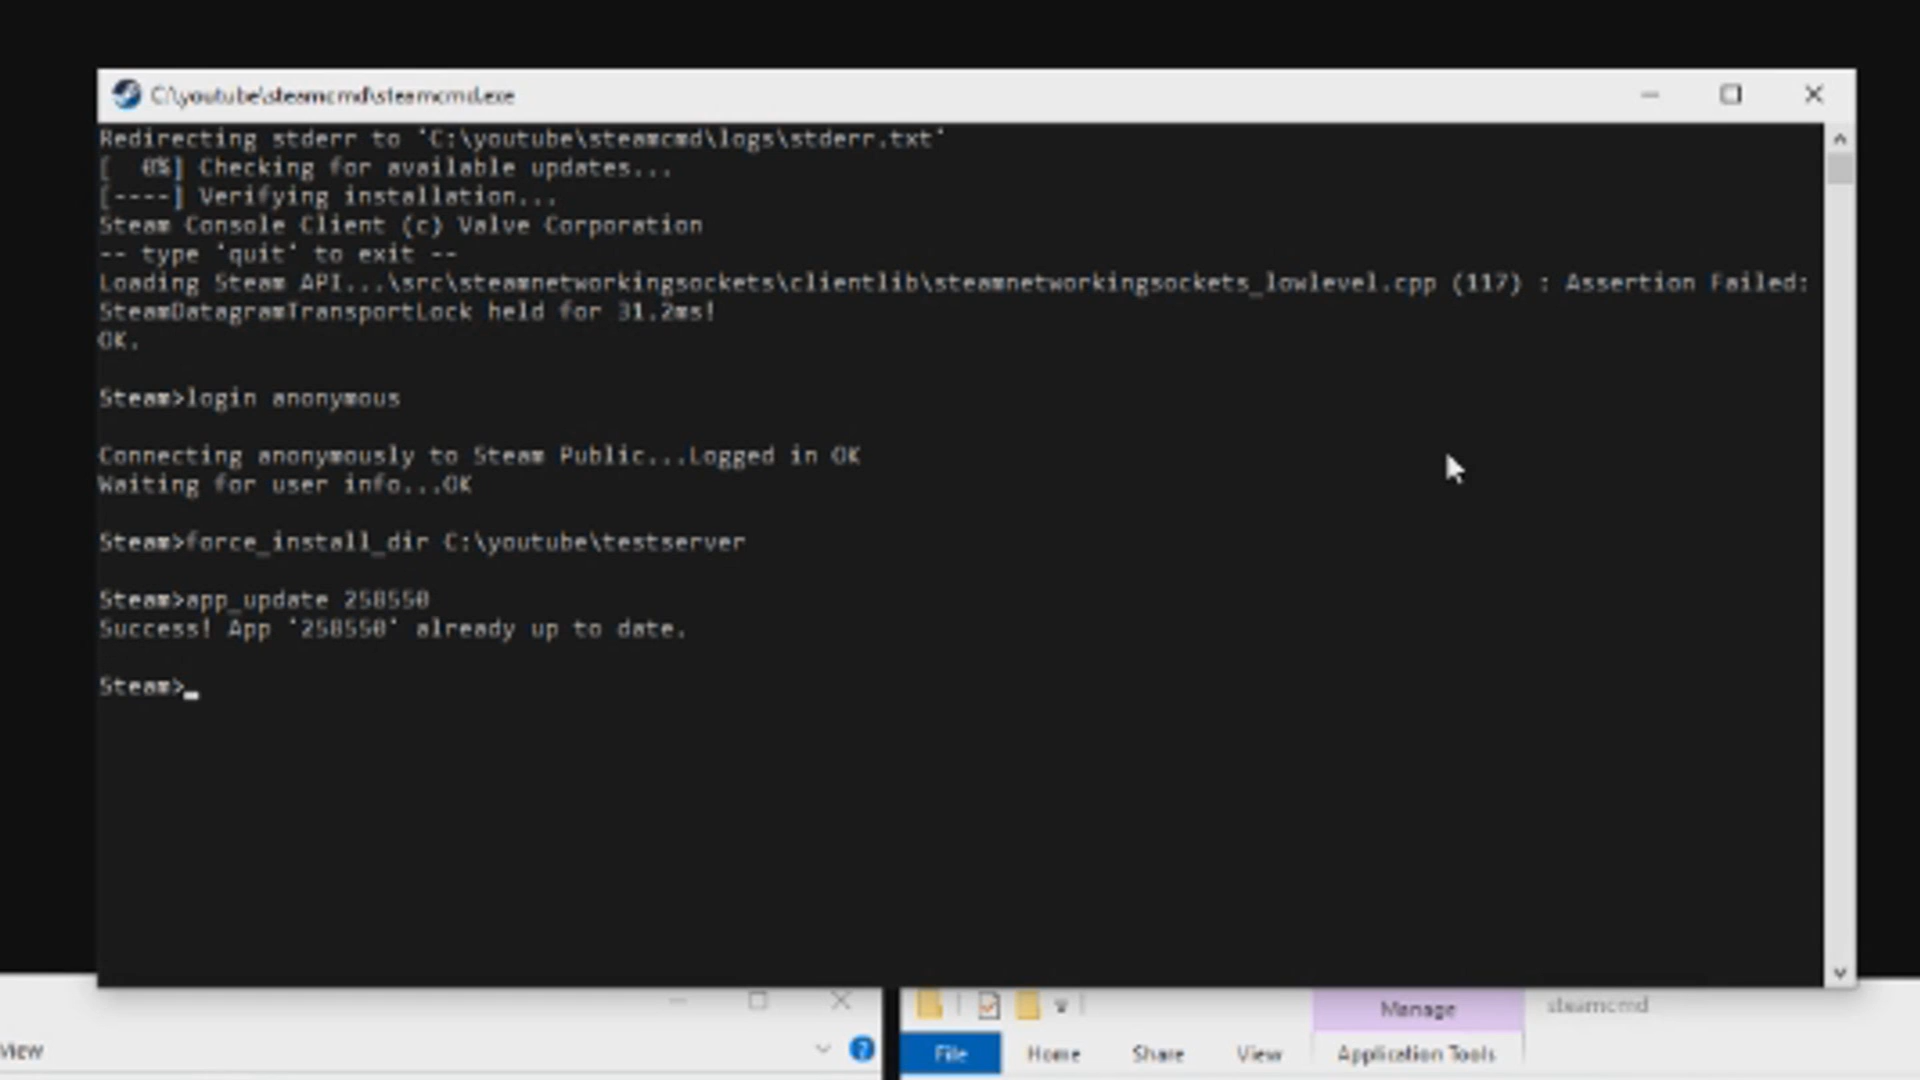 C:\youtube\steamcmd\steamcmd.exe
Redirecting stderr to 'C:\youtube\steamcmd\logs\stderr.txt'
[  0%] Checking for available updates...
[----] Verifying installation...
Steam Console Client (c) Valve Corporation
-- type 'quit' to exit --
Loading Steam API...\src\steamnetworkingsockets\clientlib\steamnetworkingsockets_lowlevel.cpp (117) : Assertion Failed:
SteamDatagramTransportLock held for 31.2ms!
OK.
Steam>login anonymous
Connecting anonymously to Steam Public...Logged in OK
Waiting for user info...OK
Steam>force_install_dir C:\youtube\testserver
Steam>app_update 258550
Success! App '258550' already up to date.
Steam>
Manage steamcmd
View
File Home Share View Application Tools